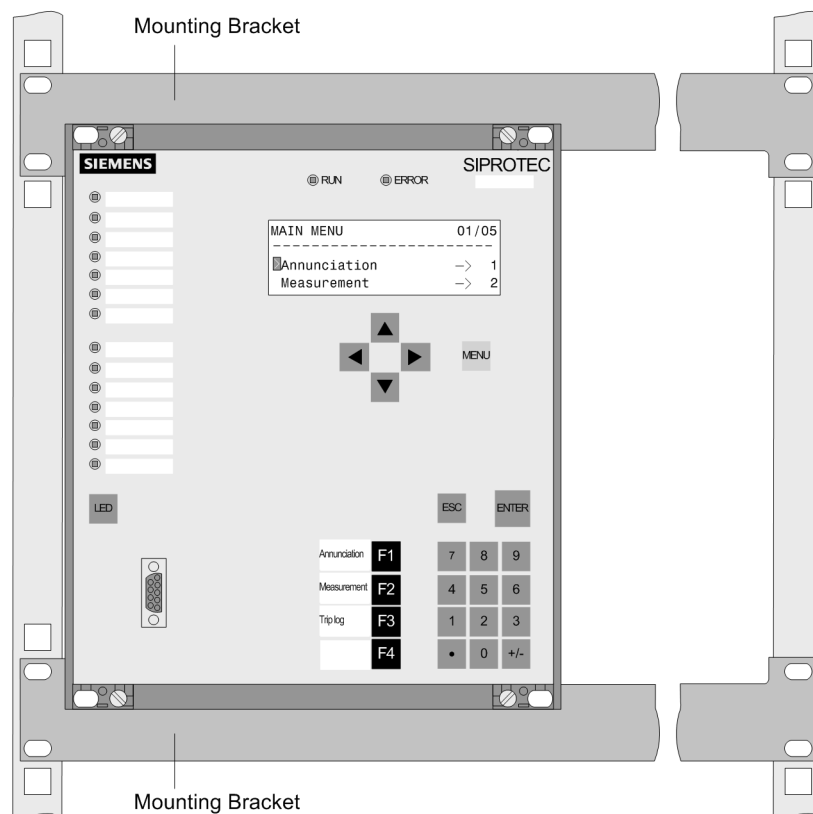 Mounting Bracket
SIEMENS
SIPROTEC
RUN
ERROR
MAIN MENU 01/05
Annunciation –> 1
Measurement –> 2
MENU
LED
ESC
ENTER
Annunciation F1
7 8 9
Measurement F2
4 5 6
Trip log F3
1 2 3
F4
• 0 +/-
Mounting Bracket